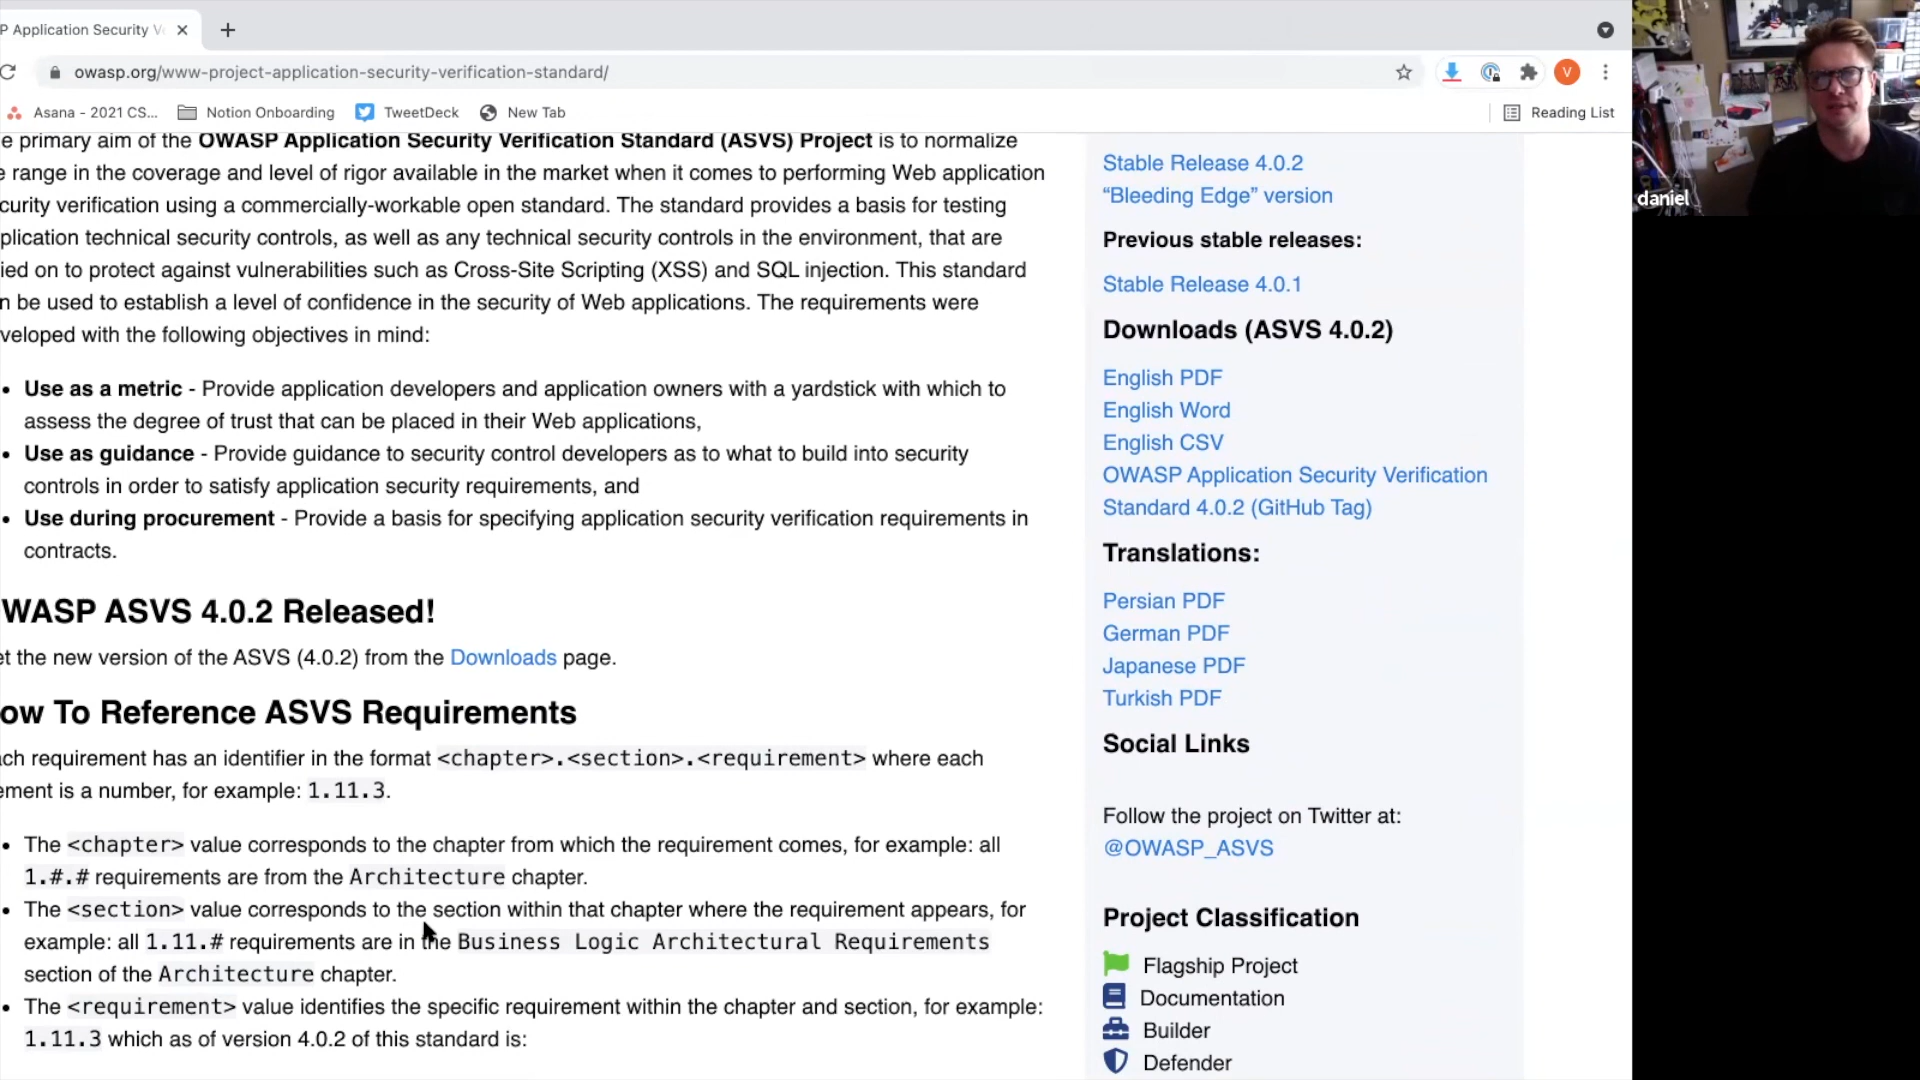 P Application Security V
owasp.org/www-project-application-security-verification-standard/
V
Asana - 2021 CS...
Notion Onboarding
TweetDeck
New Tab
Reading List
daniel
e primary aim of the OWASP Application Security Verification Standard (ASVS) Project is to normalize
e range in the coverage and level of rigor available in the market when it comes to performing Web application
curity verification using a commercially-workable open standard. The standard provides a basis for testing
plication technical security controls, as well as any technical security controls in the environment, that are
ied on to protect against vulnerabilities such as Cross-Site Scripting (XSS) and SQL injection. This standard
n be used to establish a level of confidence in the security of Web applications. The requirements were
veloped with the following objectives in mind:
• Use as a metric - Provide application developers and application owners with a yardstick with which to
assess the degree of trust that can be placed in their Web applications,
• Use as guidance - Provide guidance to security control developers as to what to build into security
controls in order to satisfy application security requirements, and
• Use during procurement - Provide a basis for specifying application security verification requirements in
contracts.
WASP ASVS 4.0.2 Released!
et the new version of the ASVS (4.0.2) from the Downloads page.
ow To Reference ASVS Requirements
ch requirement has an identifier in the format <chapter>.<section>.<requirement> where each
ement is a number, for example: 1.11.3.
• The <chapter> value corresponds to the chapter from which the requirement comes, for example: all
1.#.# requirements are from the Architecture chapter.
• The <section> value corresponds to the section within that chapter where the requirement appears, for
example: all 1.11.# requirements are in the Business Logic Architectural Requirements
section of the Architecture chapter.
• The <requirement> value identifies the specific requirement within the chapter and section, for example:
1.11.3 which as of version 4.0.2 of this standard is:
Stable Release 4.0.2
“Bleeding Edge” version
Previous stable releases:
Stable Release 4.0.1
Downloads (ASVS 4.0.2)
English PDF
English Word
English CSV
OWASP Application Security Verification
Standard 4.0.2 (GitHub Tag)
Translations:
Persian PDF
German PDF
Japanese PDF
Turkish PDF
Social Links
Follow the project on Twitter at:
@OWASP_ASVS
Project Classification
Flagship Project
Documentation
Builder
Defender